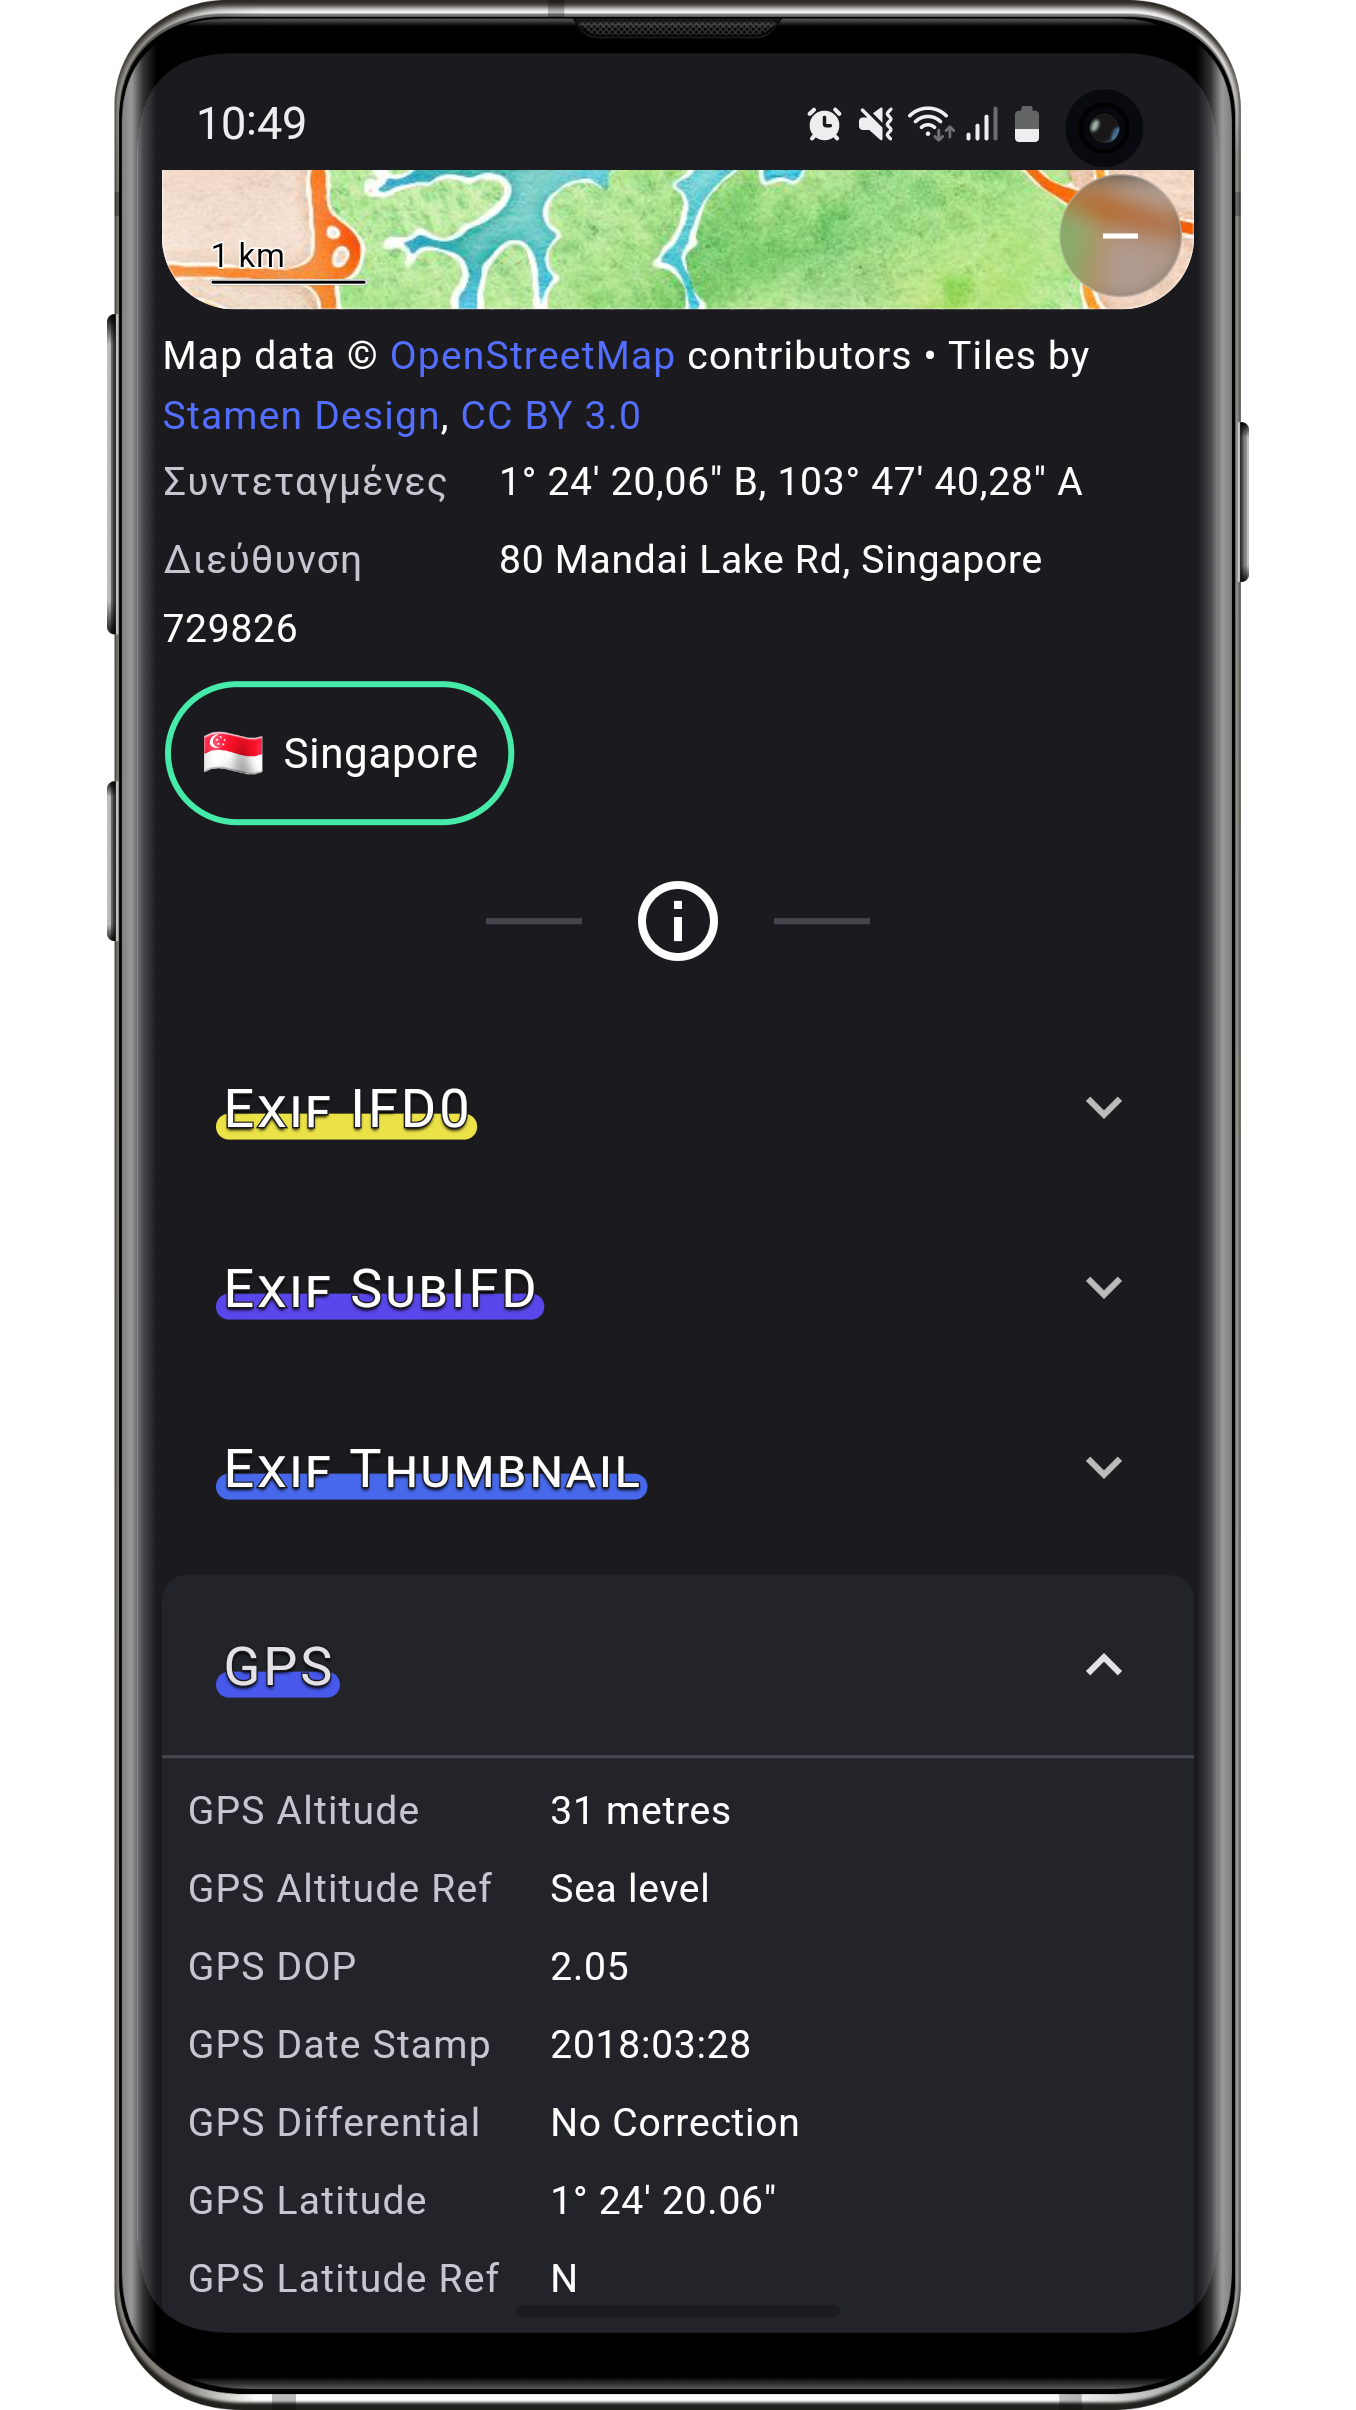 10:49
1 km
Map data © OpenStreetMap contributors • Tiles by
Stamen Design, CC BY 3.0
Συντεταγμένες 1° 24' 20,06" Β, 103° 47' 40,28" Α
Διεύθυνση 80 Mandai Lake Rd, Singapore
729826
Singapore
Exif IFD0
Exif SubIFD
Exif Thumbnail
GPS
GPS Altitude 31 metres
GPS Altitude Ref Sea level
GPS DOP 2.05
GPS Date Stamp 2018:03:28
GPS Differential No Correction
GPS Latitude 1° 24' 20.06"
GPS Latitude Ref N